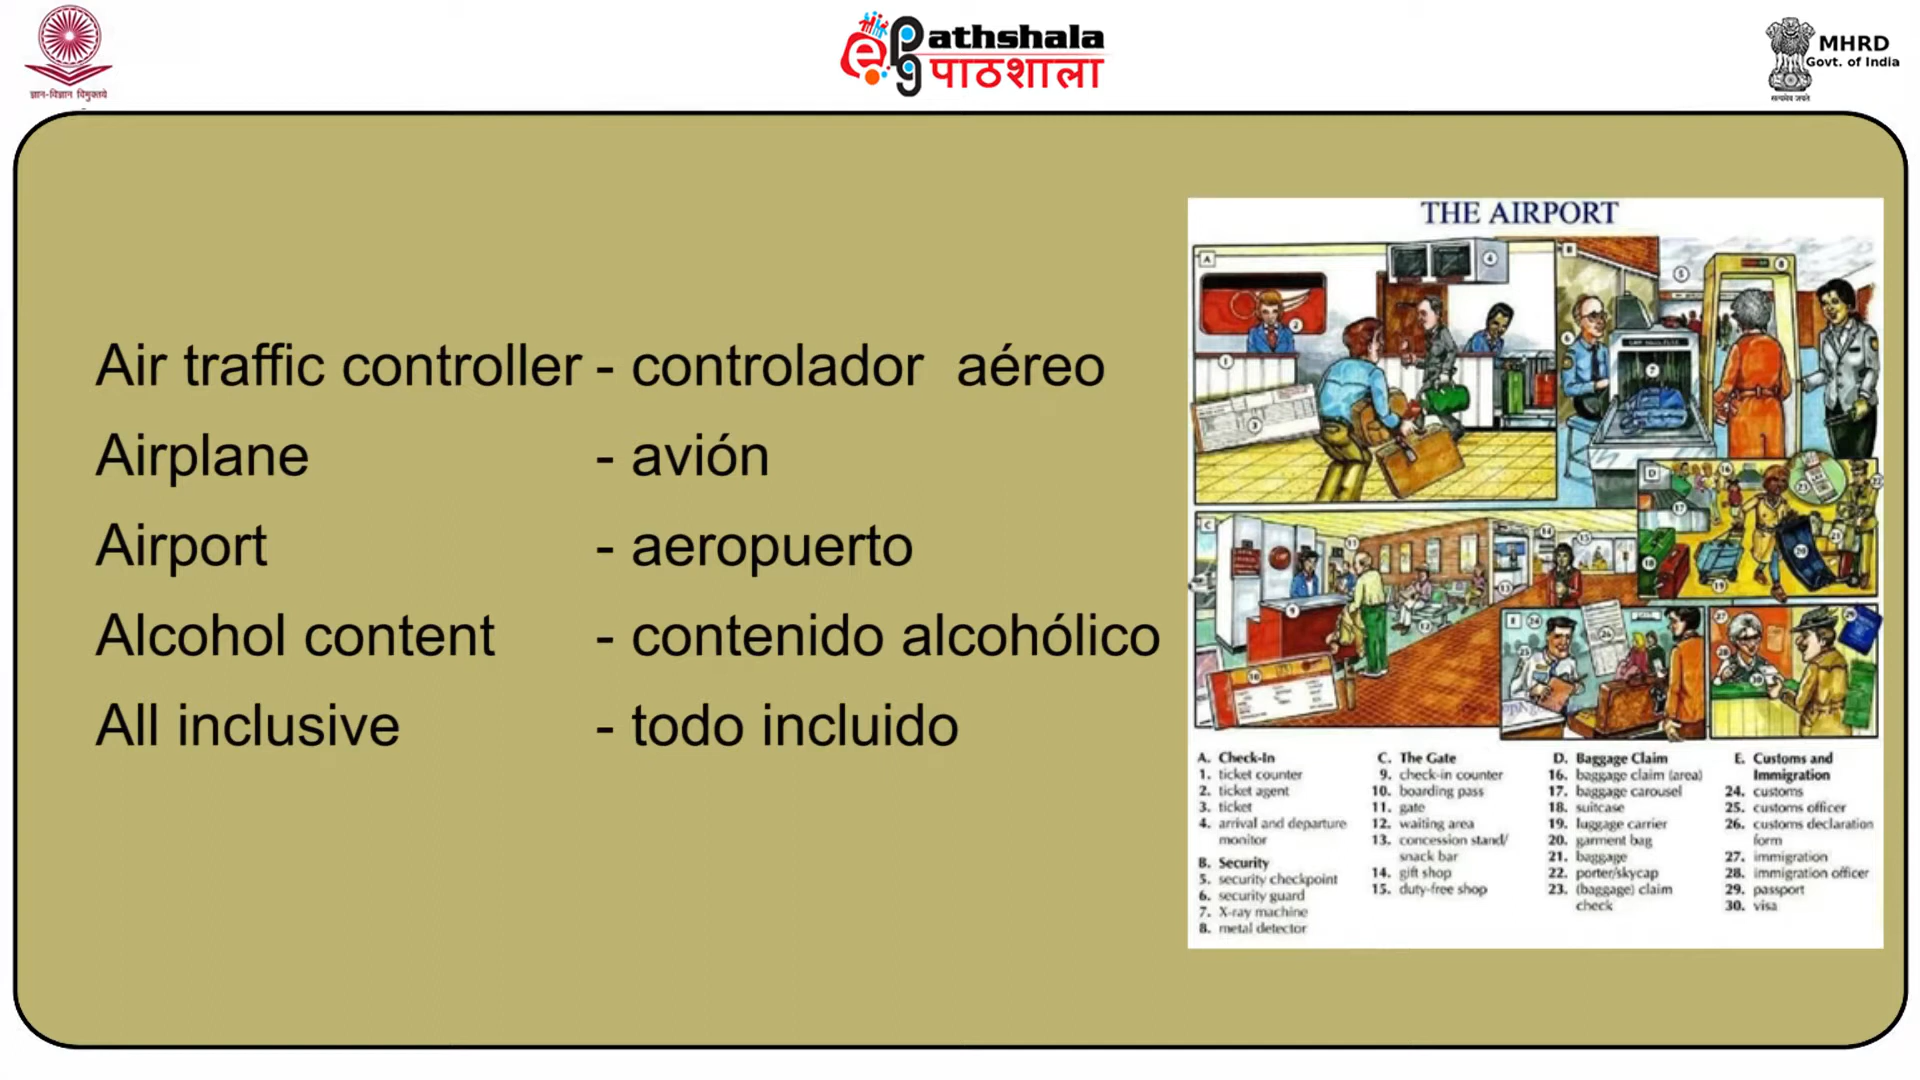 ज्ञान-विज्ञान विमुक्तये
ePathshala
पाठशाला
MHRD
Govt. of India
सत्यमेव जयते
Air traffic controller - controlador aéreo
Airplane - avión
Airport - aeropuerto
Alcohol content - contenido alcohólico
All inclusive - todo incluido
THE AIRPORT
A. Check-In
1. ticket counter
2. ticket agent
3. ticket
4. arrival and departure
monitor
B. Security
5. security checkpoint
6. security guard
7. X-ray machine
8. metal detector
C. The Gate
9. check-in counter
10. boarding pass
11. gate
12. waiting area
13. concession stand/
snack bar
14. gift shop
15. duty-free shop
D. Baggage Claim
16. baggage claim (area)
17. baggage carousel
18. suitcase
19. luggage carrier
20. garment bag
21. baggage
22. porter/skycap
23. (baggage) claim
check
E. Customs and
Immigration
24. customs
25. customs officer
26. customs declaration
form
27. immigration
28. immigration officer
29. passport
30. visa